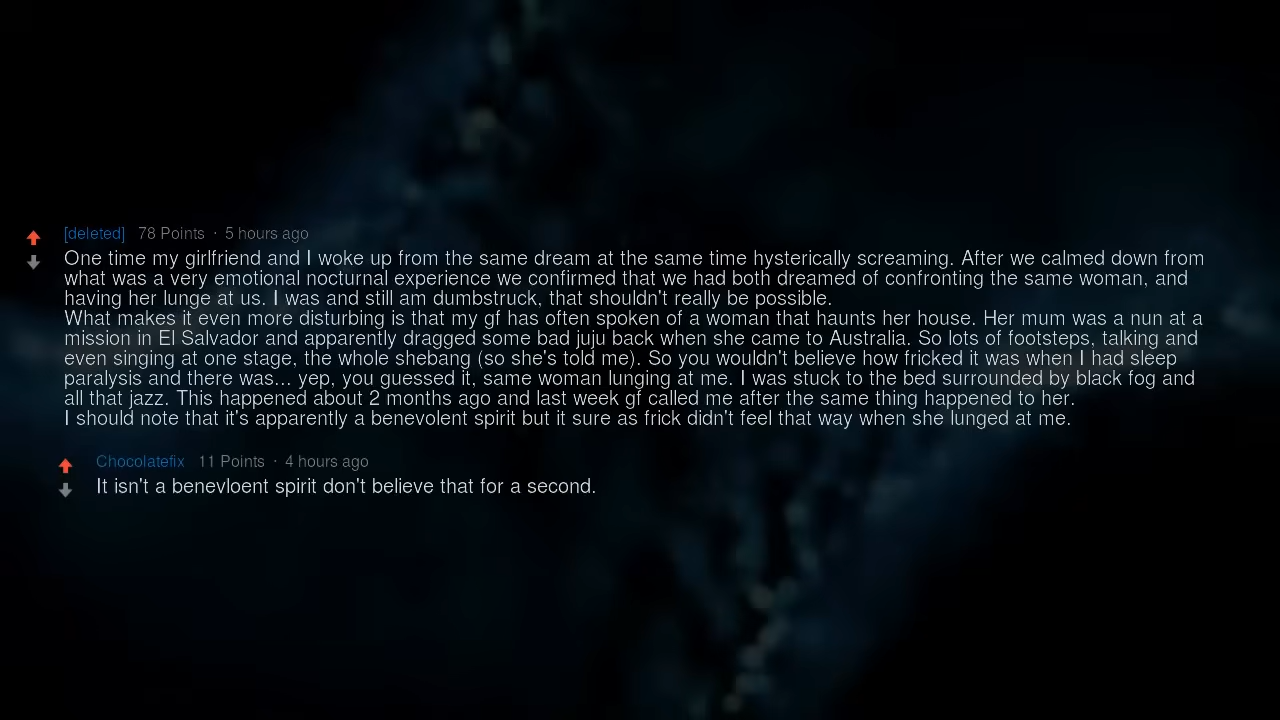 [deleted] 78 Points · 5 hours ago
One time my girlfriend and I woke up from the same dream at the same time hysterically screaming. After we calmed down from
what was a very emotional nocturnal experience we confirmed that we had both dreamed of confronting the same woman, and
having her lunge at us. I was and still am dumbstruck, that shouldn't really be possible.
What makes it even more disturbing is that my gf has often spoken of a woman that haunts her house. Her mum was a nun at a
mission in El Salvador and apparently dragged some bad juju back when she came to Australia. So lots of footsteps, talking and
even singing at one stage, the whole shebang (so she's told me). So you wouldn't believe how fricked it was when I had sleep
paralysis and there was... yep, you guessed it, same woman lunging at me. I was stuck to the bed surrounded by black fog and
all that jazz. This happened about 2 months ago and last week gf called me after the same thing happened to her.
I should note that it's apparently a benevolent spirit but it sure as frick didn't feel that way when she lunged at me.
Chocolatefix 11 Points · 4 hours ago
It isn't a benevloent spirit don't believe that for a second.